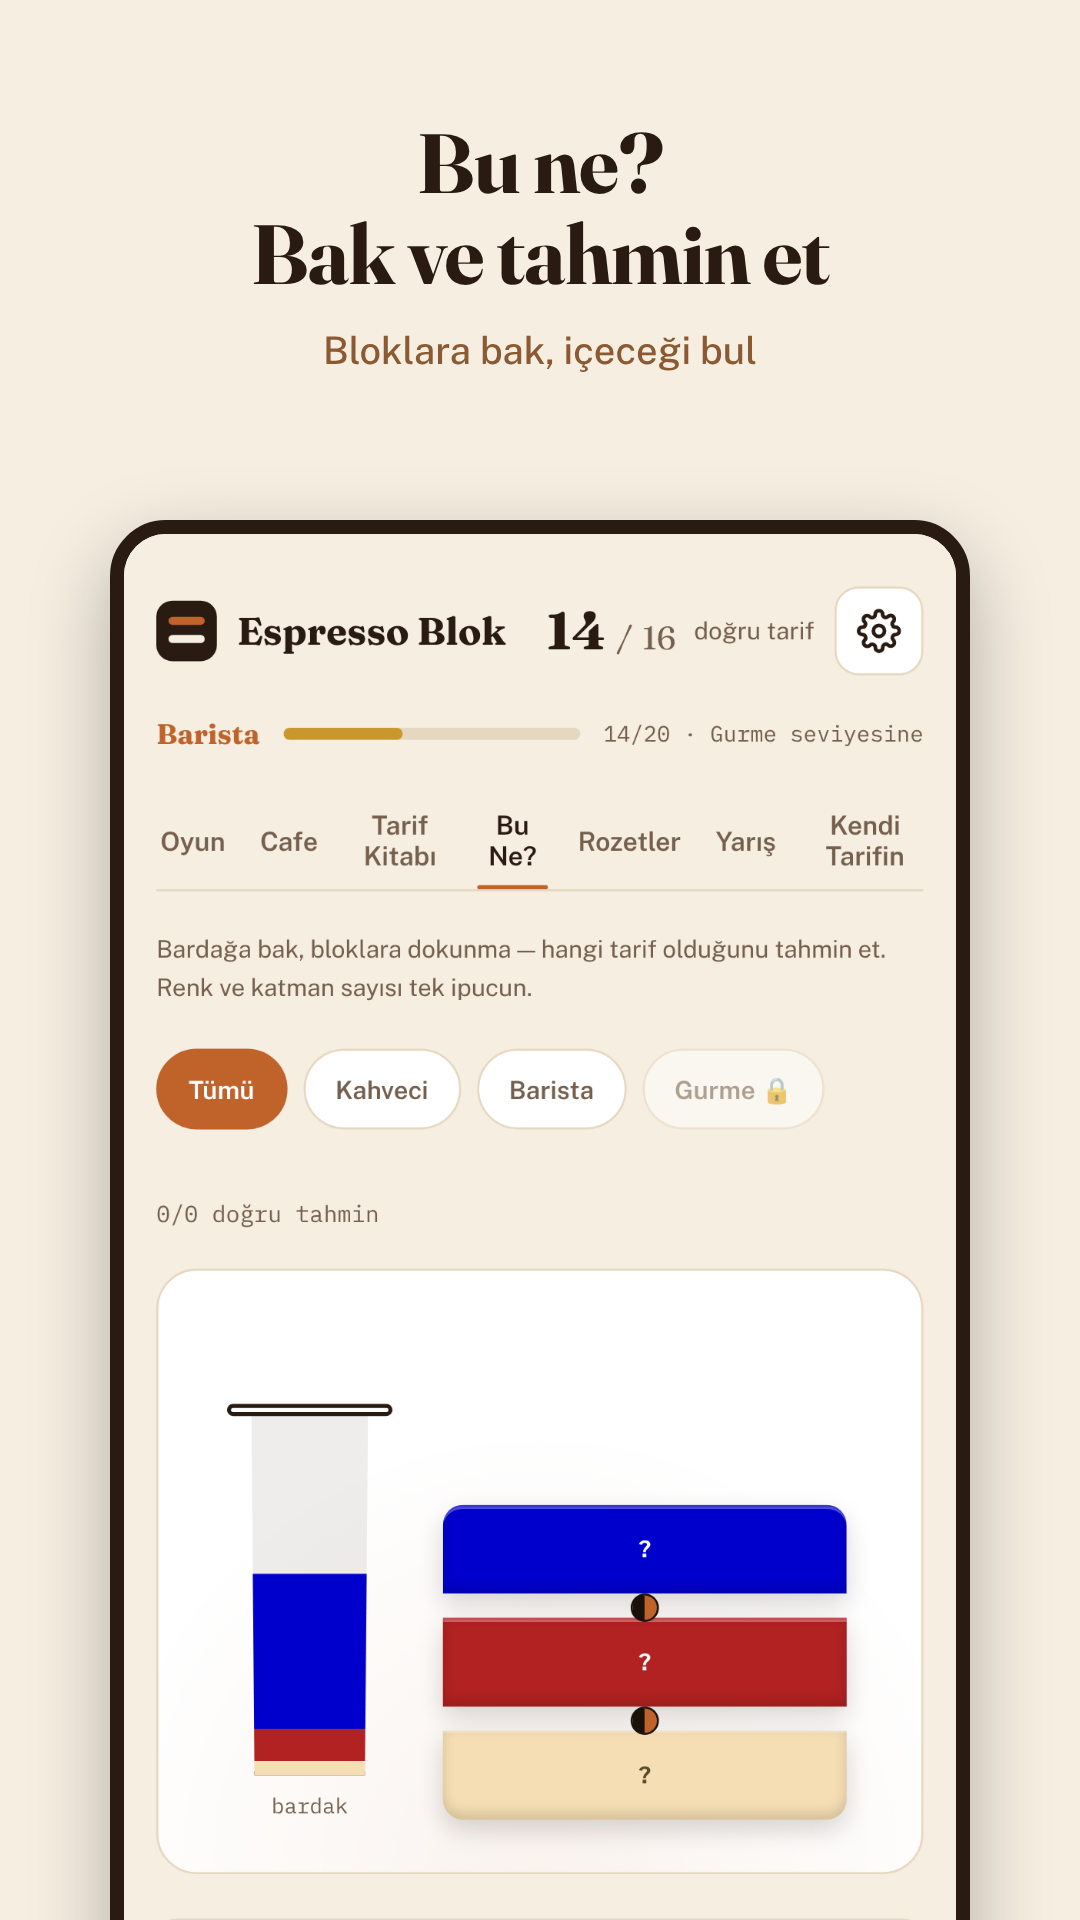 Bu ne?
Bak ve tahmin et
Bloklara bak, içeceği bul
Espresso Blok
14 / 16 doğru tarif
Barista
14/20 · Gurme seviyesine
Oyun
Cafe
Tarif
Kitabı
Bu
Ne?
Rozetler
Yarış
Kendi
Tarifin
Bardağa bak, bloklara dokunma — hangi tarif olduğunu tahmin et.
Renk ve katman sayısı tek ipucun.
Tümü
Kahveci
Barista
Gurme 🔒
0/0 doğru tahmin
?
?
?
bardak